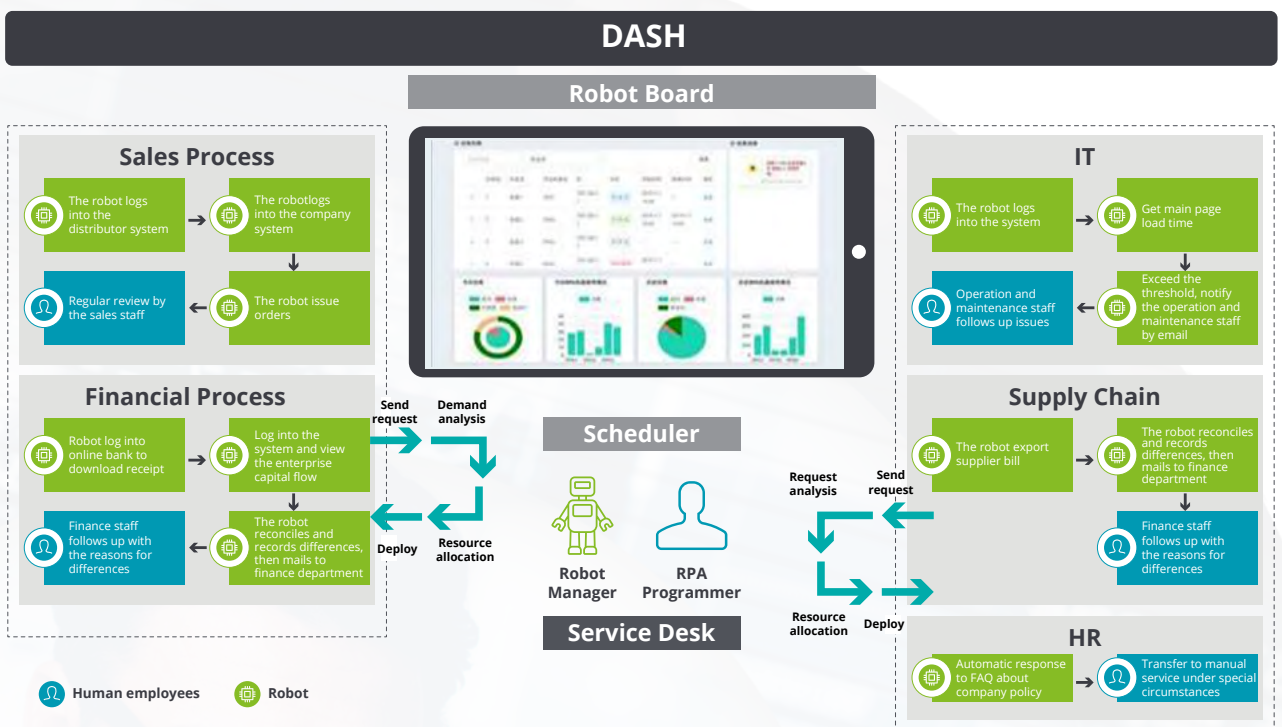 DASH
Robot Board
Sales Process
The robot logs
into the
distributor system
The robotlogs
into the company
system
Regular review by
the sales staff
The robot issue
orders
Financial Process
Robot log into
online bank to
download receipt
Log into the
system and view
the enterprise
capital flow
Finance staff
follows up with
the reasons for
differences
The robot
reconciles and
records differences,
then mails to
finance department
Send
request
Demand
analysis
Deploy
Resource
allocation
Scheduler
Robot
Manager
RPA
Programmer
Service Desk
Request
analysis
Send
request
Resource
allocation
Deploy
IT
The robot logs
into the system
Get main page
load time
Operation and
maintenance staff
follows up issues
Exceed the
threshold, notify
the operation and
maintenance staff
by email
Supply Chain
The robot export
supplier bill
The robot reconciles
and records
differences, then
mails to finance
department
Finance staff
follows up with
the reasons for
differences
HR
Automatic response
to FAQ about
company policy
Transfer to manual
service under special
circumstances
Human employees
Robot